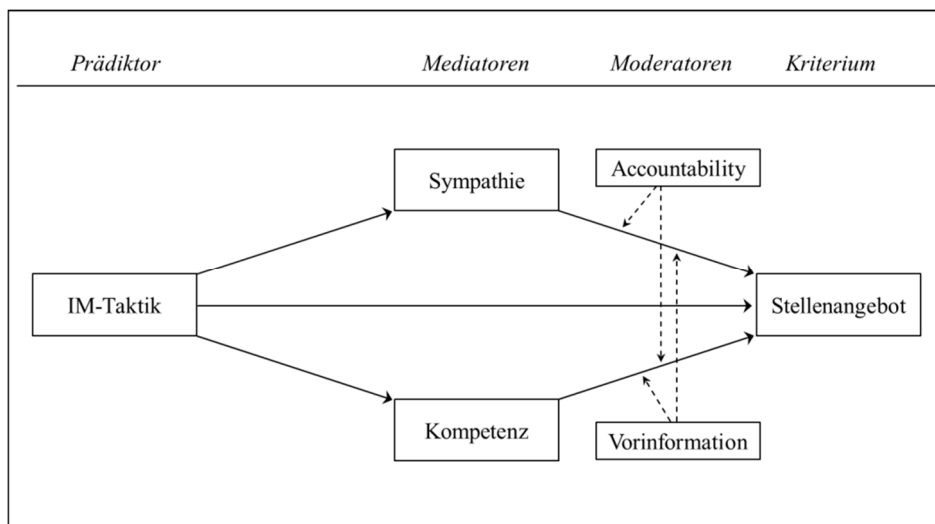 Prädiktor Mediatoren Moderatoren Kriterium
Sympathie
Accountability
IM-Taktik
Stellenangebot
Kompetenz
Vorinformation